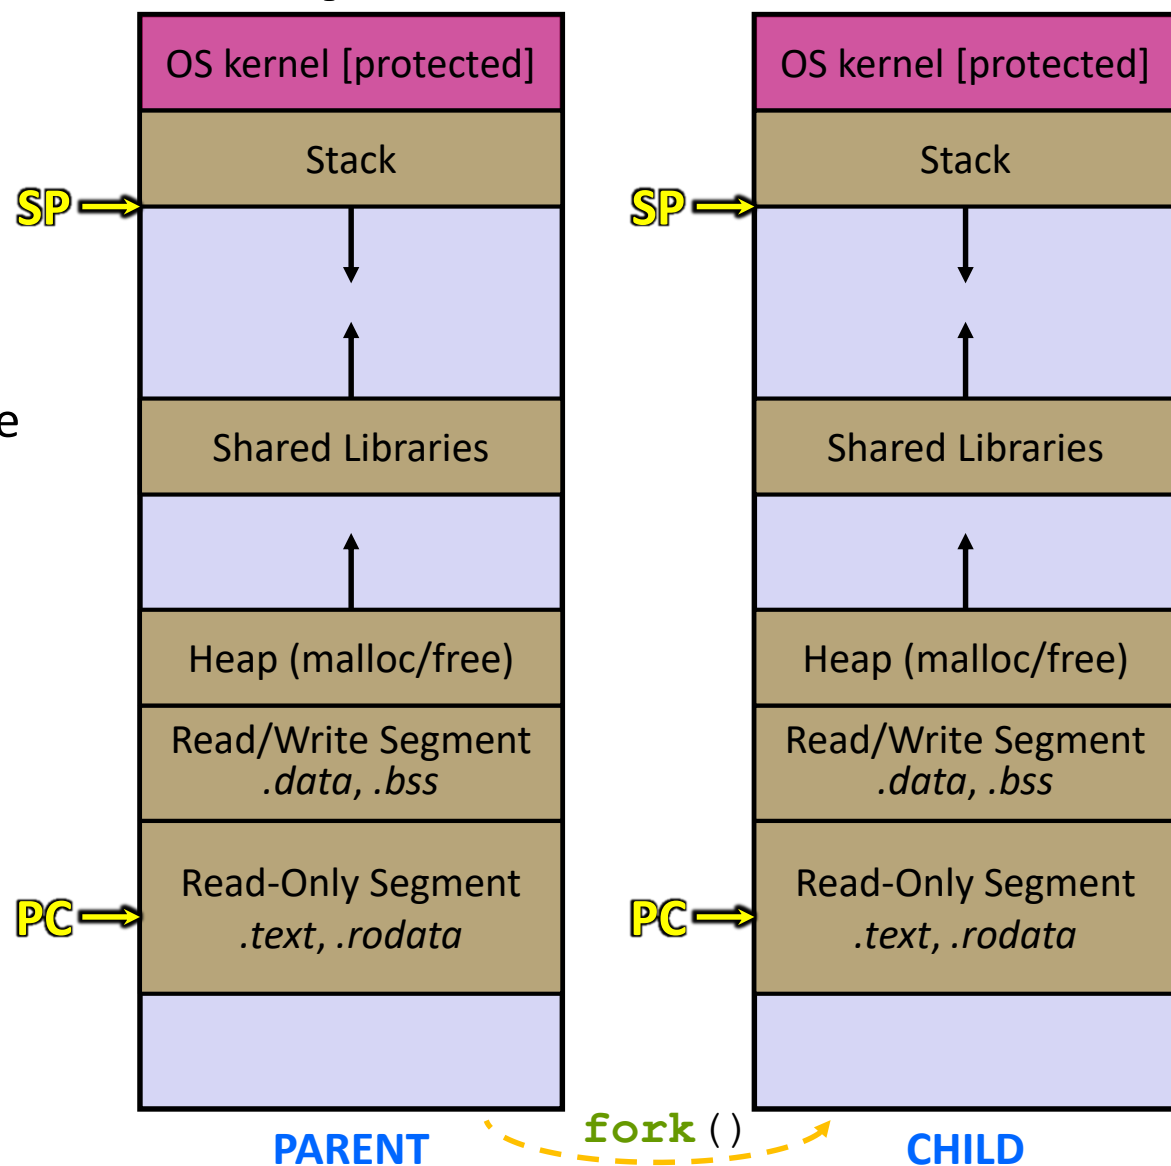 OS kernel [protected]
Stack
SP
Shared Libraries
Heap (malloc/free)
Read/Write Segment
.data, .bss
Read-Only Segment
.text, .rodata
PC
PARENT
OS kernel [protected]
Stack
SP
Shared Libraries
Heap (malloc/free)
Read/Write Segment
.data, .bss
Read-Only Segment
.text, .rodata
PC
CHILD
fork()